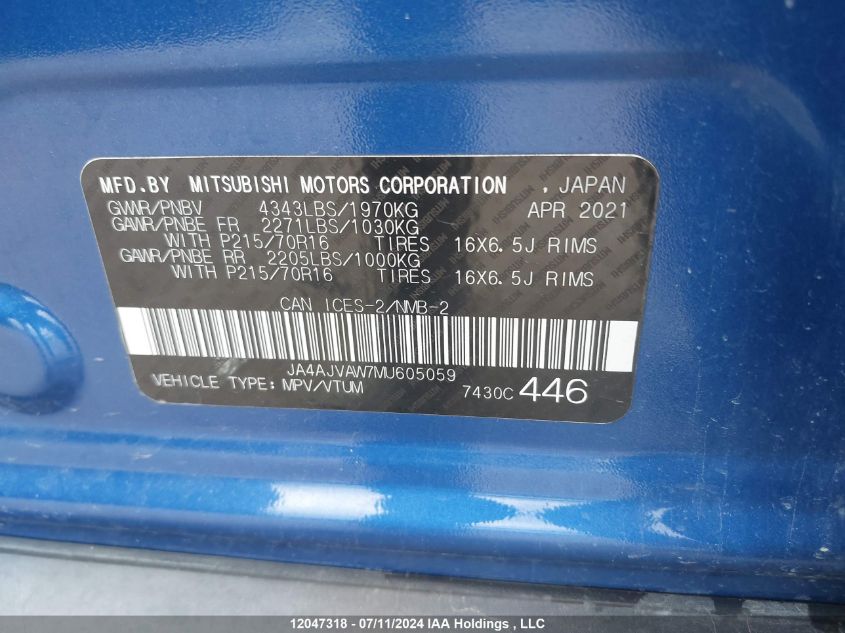 MFD.BY MITSUBISHI MOTORS CORPORATION , JAPAN
GVWR/PNBV 4343LBS/1970KG APR 2021
GAWR/PNBE FR 2271LBS/1030KG
WITH P215/70R16 TIRES 16X6.5J RIMS
GAWR/PNBE RR 2205LBS/1000KG
WITH P215/70R16 TIRES 16X6.5J RIMS
CAN ICES-2/NMB-2
JA4AJVAW7MU605059
VEHICLE TYPE: MPV/VTUM 7430C 446
12047318 - 07/11/2024 IAA Holdings , LLC